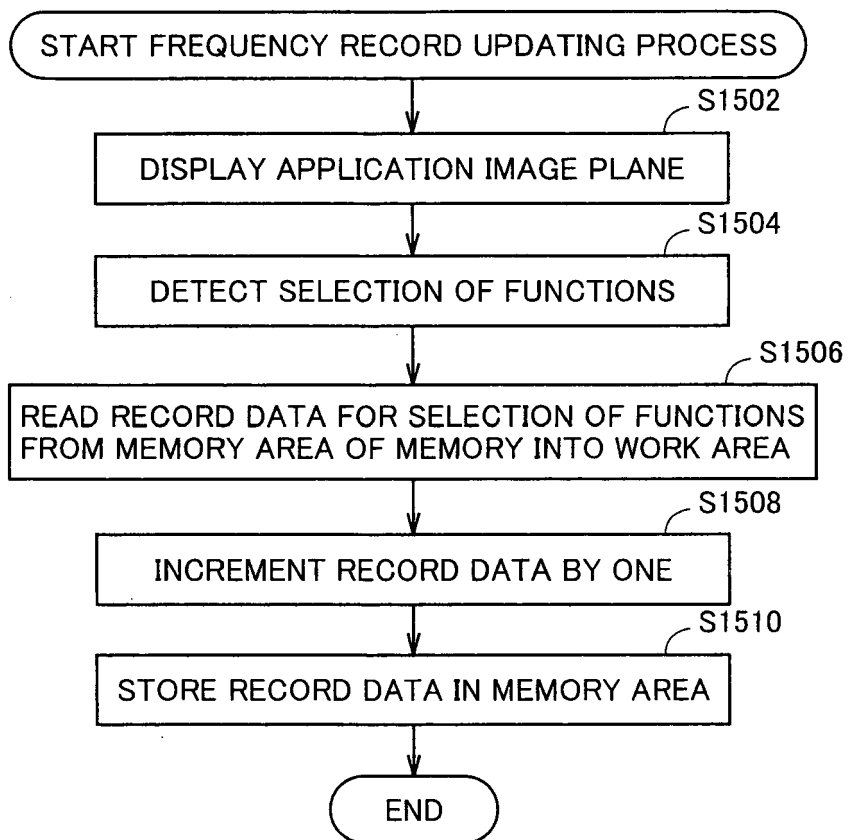 START FREQUENCY RECORD UPDATING PROCESS
S1502
DISPLAY APPLICATION IMAGE PLANE
S1504
DETECT SELECTION OF FUNCTIONS
S1506
READ RECORD DATA FOR SELECTION OF FUNCTIONS
FROM MEMORY AREA OF MEMORY INTO WORK AREA
S1508
INCREMENT RECORD DATA BY ONE
S1510
STORE RECORD DATA IN MEMORY AREA
END